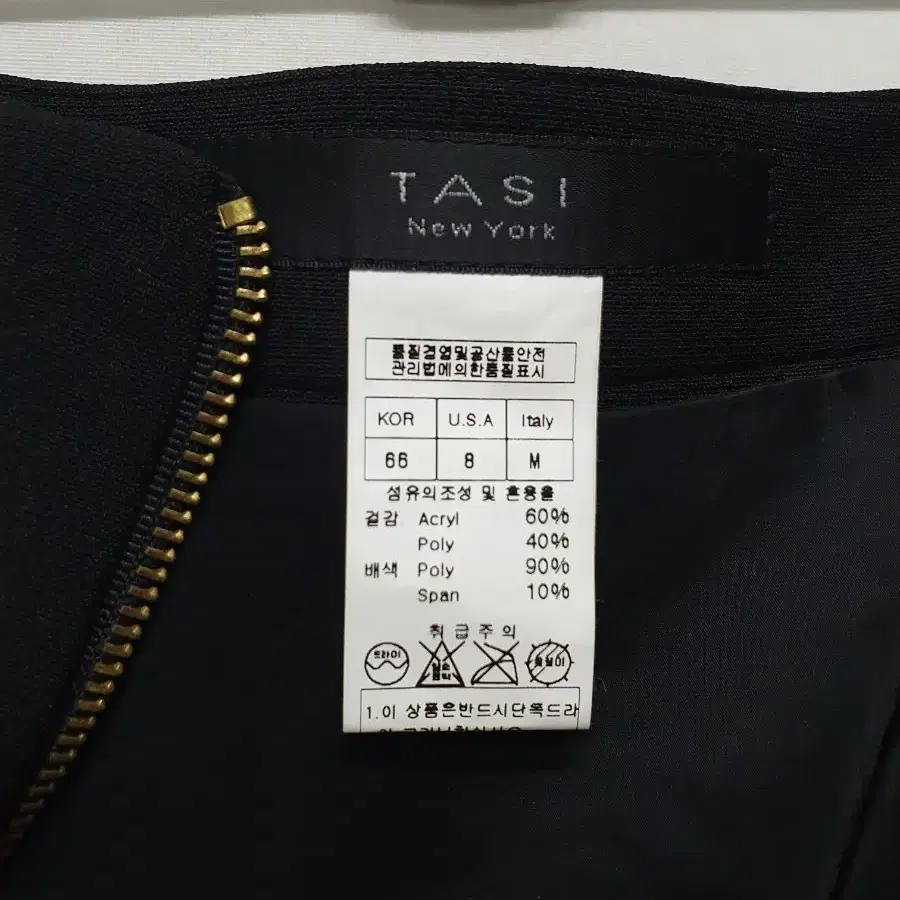 TASI
New York
품질경영및공산품안전
관리법에의한품질표시
KOR U.S.A Italy
66 8 M
섬유의조성 및 혼용율
겉감 Acryl 60%
Poly 40%
배색 Poly 90%
Span 10%
취급주의
드라이
1.이 상품은반드시단독드라